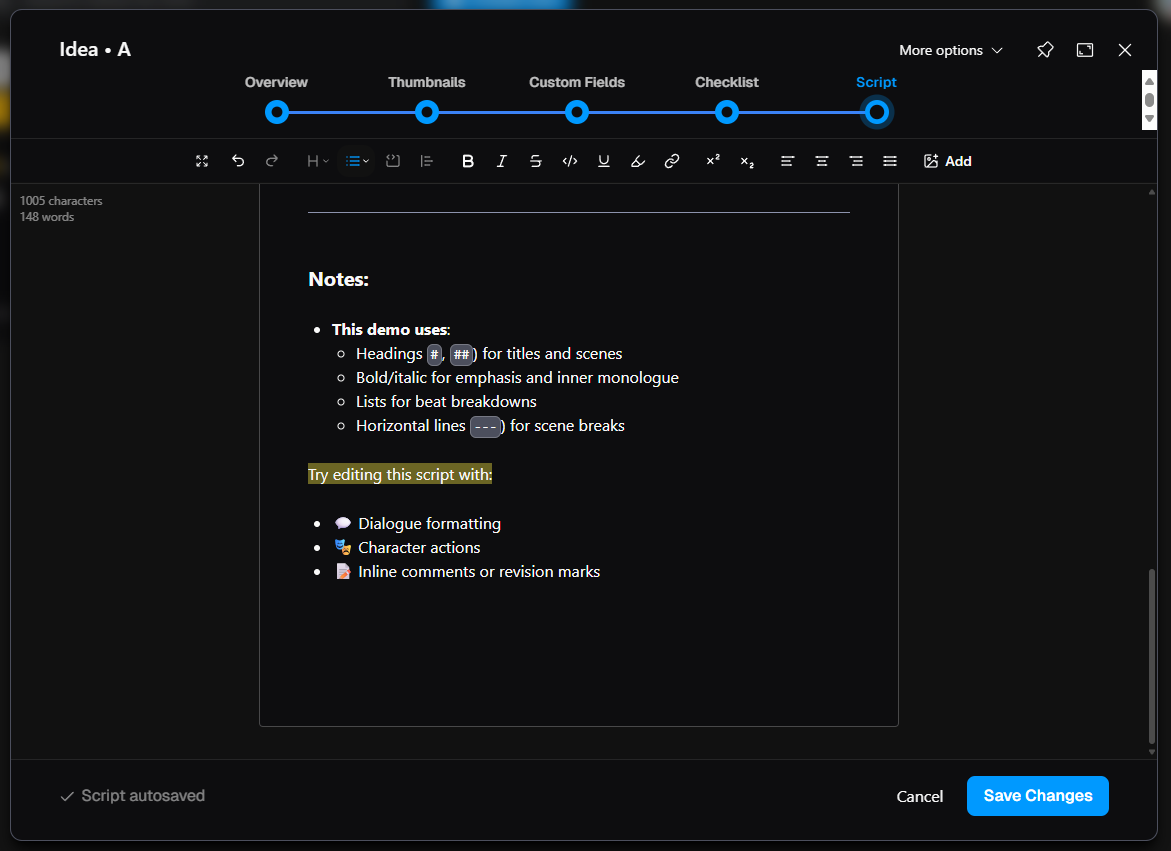 Idea • A
More options
Overview
Thumbnails
Custom Fields
Checklist
Script
H
B
I
S
</>
U
x²
x₂
Add
1005 characters
148 words
Notes:
• This demo uses:
○ Headings #, ##) for titles and scenes
○ Bold/italic for emphasis and inner monologue
○ Lists for beat breakdowns
○ Horizontal lines ---) for scene breaks
Try editing this script with:
• 💬 Dialogue formatting
• 🎭 Character actions
• 📝 Inline comments or revision marks
✓ Script autosaved
Cancel
Save Changes